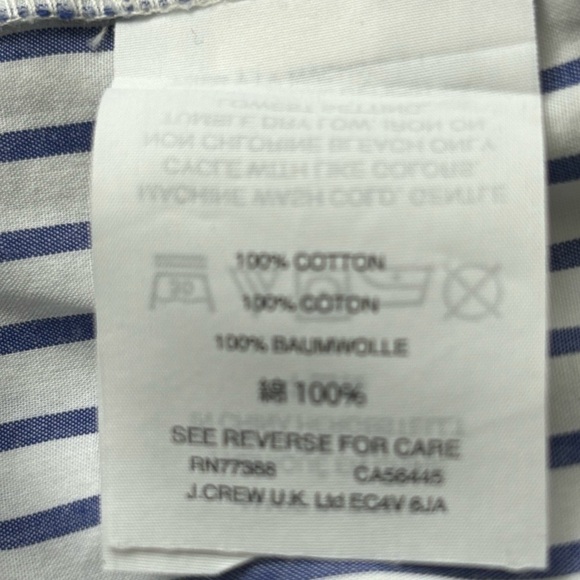 100% COTTON
100% COTON
100% BAUMWOLLE
綿 100%
SEE REVERSE FOR CARE
RN77388 CA56445
J.CREW U.K. Ltd EC4V 6JA